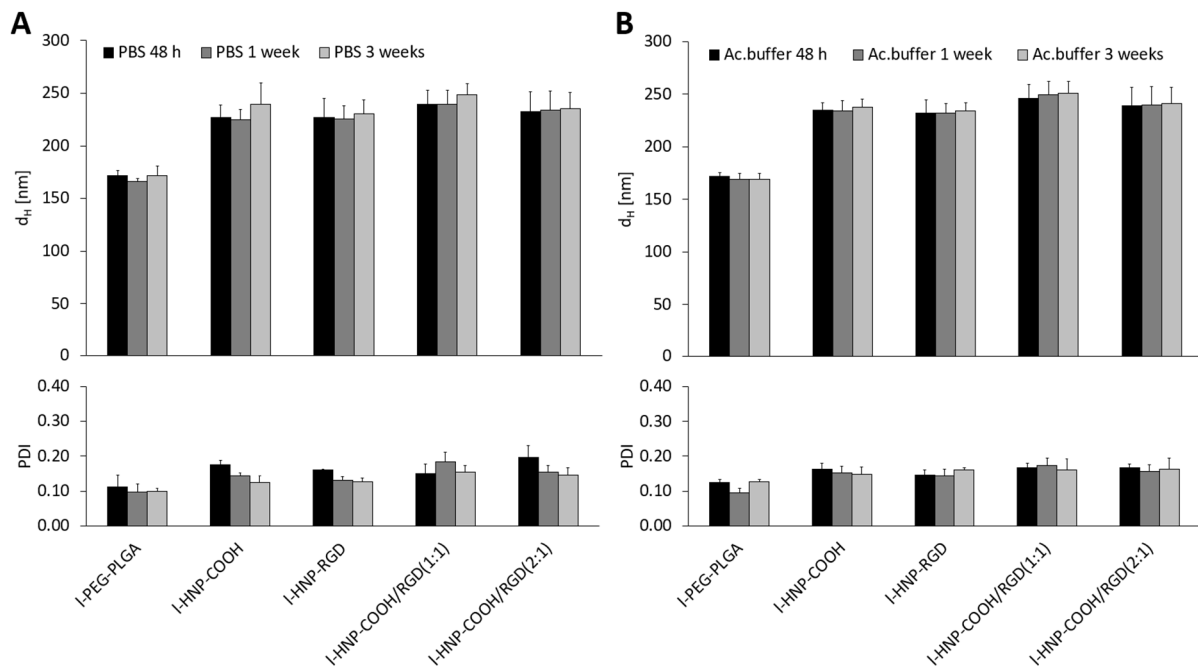 A
PBS 48 h PBS 1 week PBS 3 weeks
300
250
200
150
100
50
0
dH [nm]
0.40
0.30
0.20
0.10
0.00
PDI
I-PEG-PLGA
I-HNP-COOH
I-HNP-RGD
I-HNP-COOH/RGD(1:1)
I-HNP-COOH/RGD(2:1)
B
Ac.buffer 48 h Ac.buffer 1 week Ac.buffer 3 weeks
300
250
200
150
100
50
0
dH [nm]
0.40
0.30
0.20
0.10
0.00
PDI
I-PEG-PLGA
I-HNP-COOH
I-HNP-RGD
I-HNP-COOH/RGD(1:1)
I-HNP-COOH/RGD(2:1)